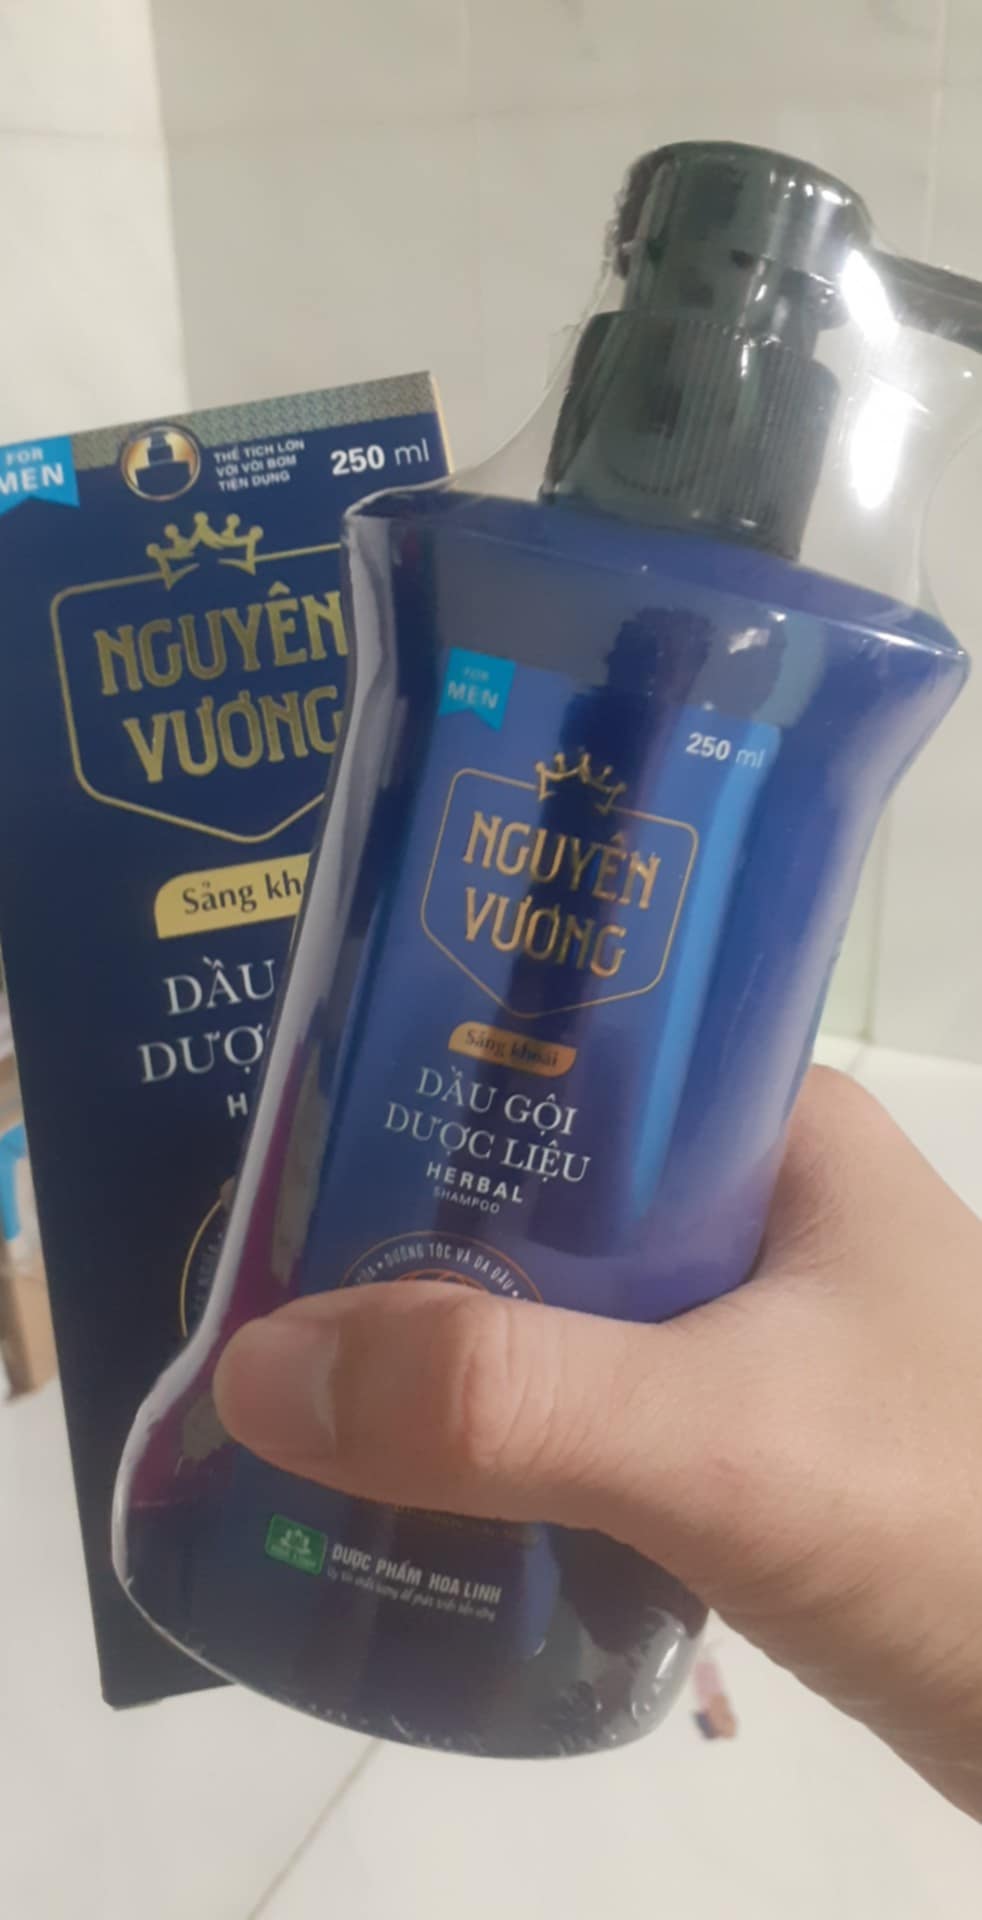 FOR
MEN
THỂ TÍCH LỚN
VỚI VÒI BƠM
TIỆN DỤNG
250 ml
NGUYÊN
VƯƠNG
Sảng
DẦU
H
FOR
MEN
250 ml
NGUYÊN
VƯƠNG
Sảng khoái
DẦU GỘI
DƯỢC LIỆU
HERBAL
SHAMPOO
• DƯỠNG TÓC VÀ DA ĐẦU •
HOA LINH
DƯỢC PHẨM HOA LINH